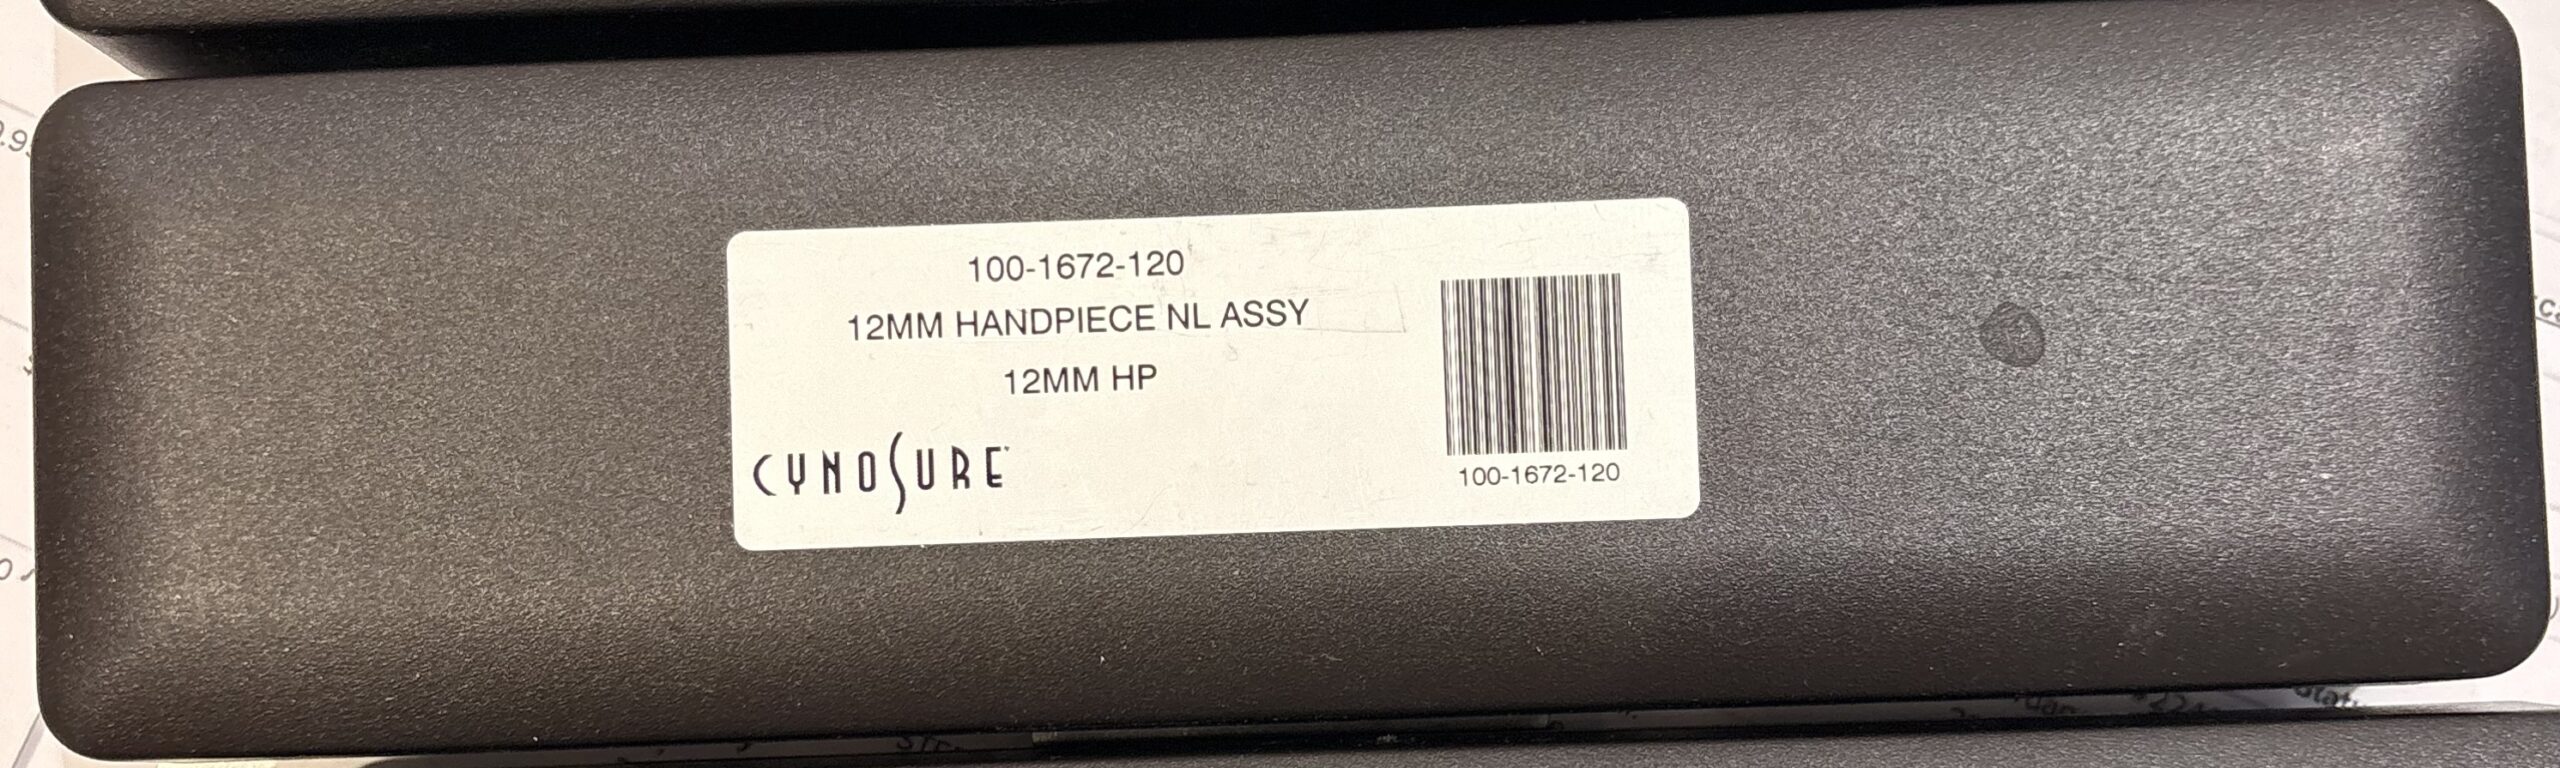 100-1672-120
12MM HANDPIECE NL ASSY
12MM HP
CYNOSURE
100-1672-120